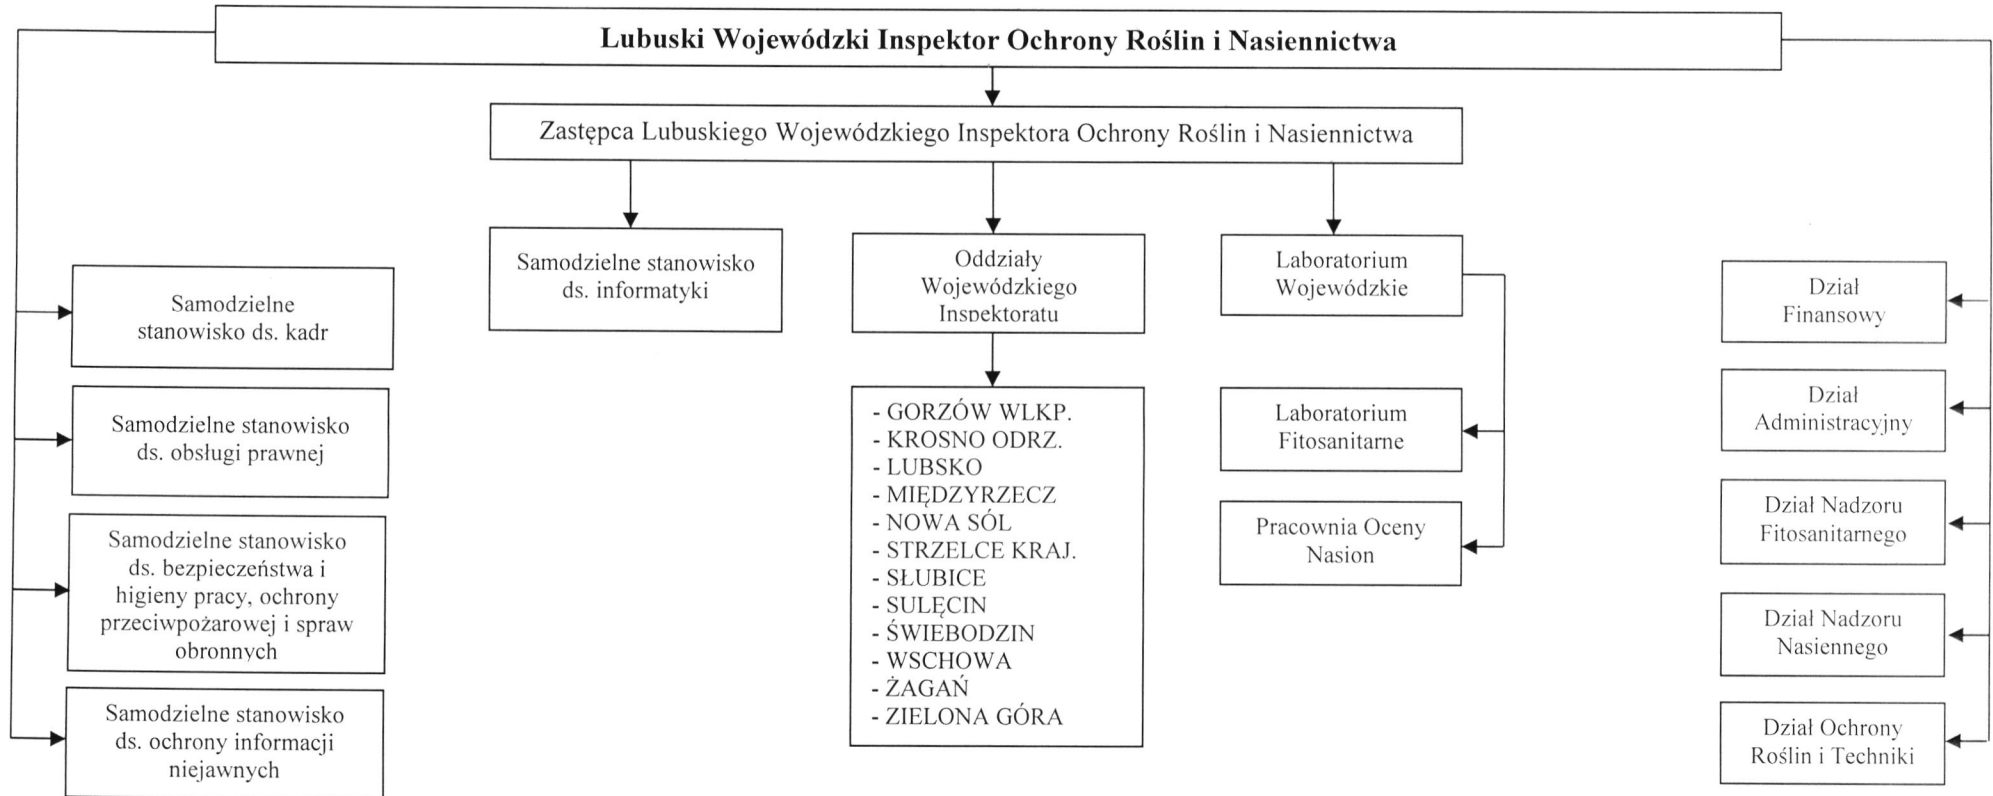 Lubuski Wojewódzki Inspektor Ochrony Roślin i Nasiennictwa
Zastępca Lubuskiego Wojewódzkiego Inspektora Ochrony Roślin i Nasiennictwa
Samodzielne
stanowisko ds. kadr
Samodzielne stanowisko
ds. obsługi prawnej
Samodzielne stanowisko
ds. bezpieczeństwa i
higieny pracy, ochrony
przeciwpożarowej i spraw
obronnych
Samodzielne stanowisko
ds. ochrony informacji
niejawnych
Samodzielne stanowisko
ds. informatyki
Oddziały
Wojewódzkiego
Inspektoratu
- GORZÓW WLKP.
- KROSNO ODRZ.
- LUBSKO
- MIĘDZYRZECZ
- NOWA SÓL
- STRZELCE KRAJ.
- SŁUBICE
- SULĘCIN
- ŚWIEBODZIN
- WSCHOWA
- ŻAGAŃ
- ZIELONA GÓRA
Laboratorium
Wojewódzkie
Laboratorium
Fitosanitarne
Pracownia Oceny
Nasion
Dział
Finansowy
Dział
Administracyjny
Dział Nadzoru
Fitosanitarnego
Dział Nadzoru
Nasiennego
Dział Ochrony
Roślin i Techniki